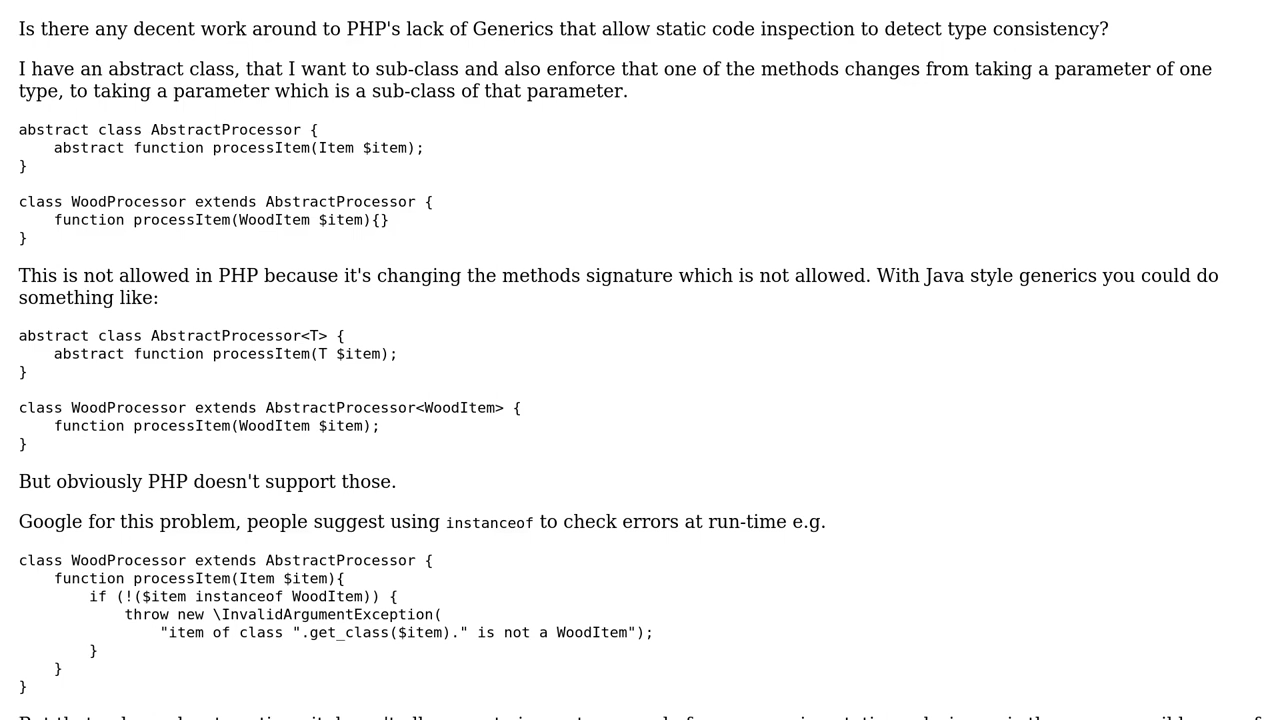 Is there any decent work around to PHP's lack of Generics that allow static code inspection to detect type consistency?
I have an abstract class, that I want to sub-class and also enforce that one of the methods changes from taking a parameter of one
type, to taking a parameter which is a sub-class of that parameter.
abstract class AbstractProcessor {
    abstract function processItem(Item $item);
}
class WoodProcessor extends AbstractProcessor {
    function processItem(WoodItem $item){}
}
This is not allowed in PHP because it's changing the methods signature which is not allowed. With Java style generics you could do
something like:
abstract class AbstractProcessor<T> {
    abstract function processItem(T $item);
}
class WoodProcessor extends AbstractProcessor<WoodItem> {
    function processItem(WoodItem $item);
}
But obviously PHP doesn't support those.
Google for this problem, people suggest using instanceof to check errors at run-time e.g.
class WoodProcessor extends AbstractProcessor {
    function processItem(Item $item){
        if (!($item instanceof WoodItem)) {
            throw new \InvalidArgumentException(
                "item of class ".get_class($item)." is not a WoodItem");
        }
    }
}